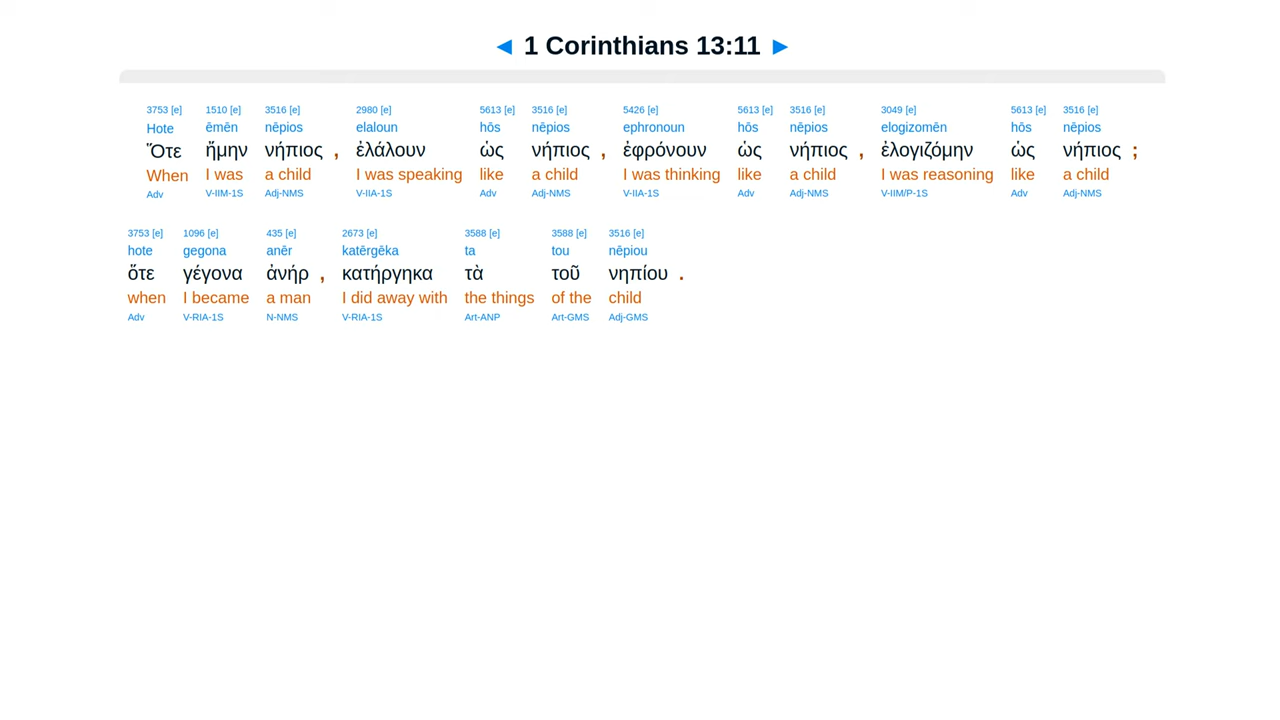 ◄ 1 Corinthians 13:11 ►
3753 [e] 1510 [e] 3516 [e] 2980 [e] 5613 [e] 3516 [e] 5426 [e] 5613 [e] 3516 [e] 3049 [e] 5613 [e] 3516 [e]
Hote ēmēn nēpios elaloun hōs nēpios ephronoun hōs nēpios elogizomēn hōs nēpios
Ὅτε ἤμην νήπιος , ἐλάλουν ὡς νήπιος , ἐφρόνουν ὡς νήπιος , ἐλογιζόμην ὡς νήπιος ;
When I was a child I was speaking like a child I was thinking like a child I was reasoning like a child
Adv V-IIM-1S Adj-NMS V-IIA-1S Adv Adj-NMS V-IIA-1S Adv Adj-NMS V-IIM/P-1S Adv Adj-NMS
3753 [e] 1096 [e] 435 [e] 2673 [e] 3588 [e] 3588 [e] 3516 [e]
hote gegona anēr katērgēka ta tou nēpiou
ὅτε γέγονα ἀνήρ , κατήργηκα τὰ τοῦ νηπίου .
when I became a man I did away with the things of the child
Adv V-RIA-1S N-NMS V-RIA-1S Art-ANP Art-GMS Adj-GMS